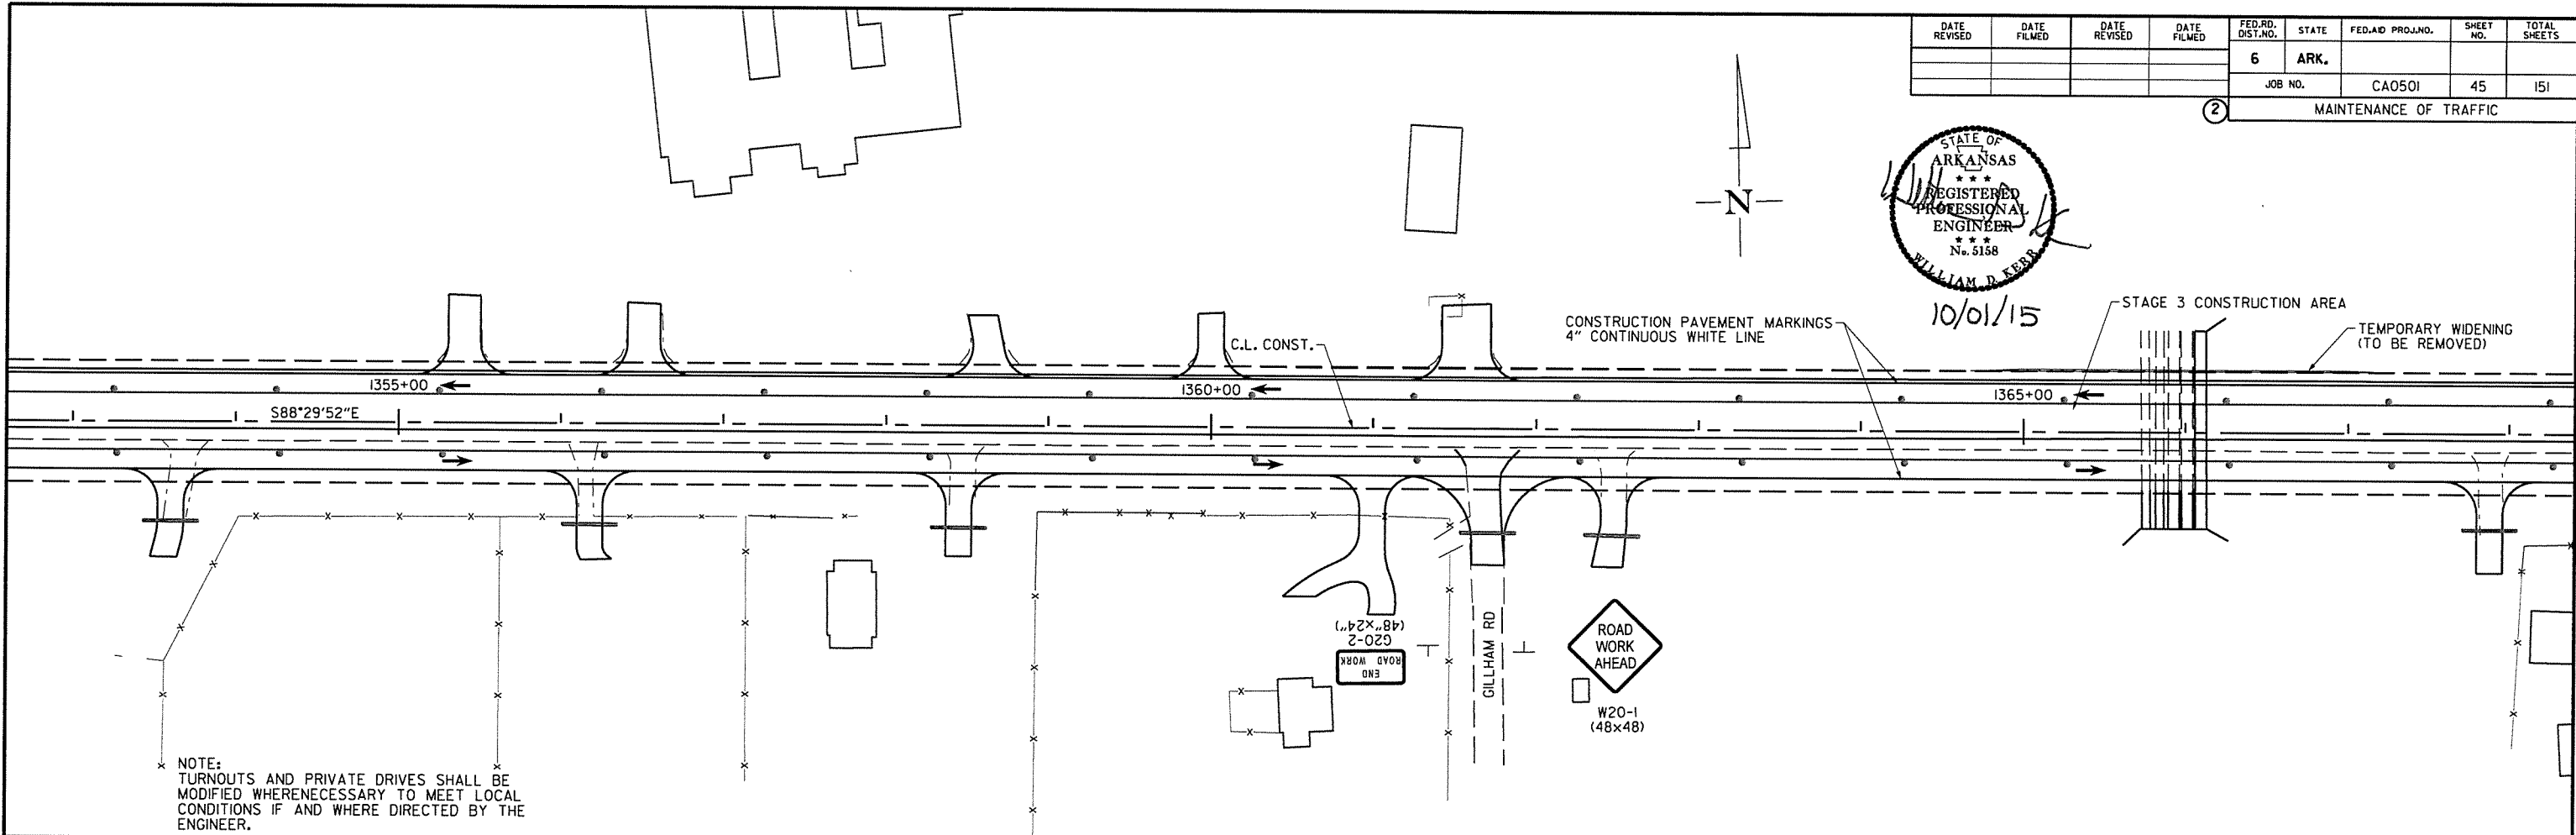 DATE REVISED
DATE FILMED
DATE REVISED
DATE FILMED
FED.RD. DIST.NO.
STATE
FED.AID PROJ.NO.
SHEET NO.
TOTAL SHEETS
6
ARK.
JOB NO.
CA0501
45
151
2
MAINTENANCE OF TRAFFIC
STATE OF
ARKANSAS
★ ★ ★
REGISTERED
PROFESSIONAL
ENGINEER
★ ★ ★
No. 5158
WILLIAM D. KERR
10/01/15
N
STAGE 3 CONSTRUCTION AREA
CONSTRUCTION PAVEMENT MARKINGS
4" CONTINUOUS WHITE LINE
TEMPORARY WIDENING
(TO BE REMOVED)
C.L. CONST.
1355+00
1360+00
1365+00
S88°29'52"E
GILLHAM RD
END
ROAD WORK
G20-2
(48"x24")
ROAD
WORK
AHEAD
W20-1
(48x48)
NOTE:
TURNOUTS AND PRIVATE DRIVES SHALL BE
MODIFIED WHERENECESSARY TO MEET LOCAL
CONDITIONS IF AND WHERE DIRECTED BY THE
ENGINEER.